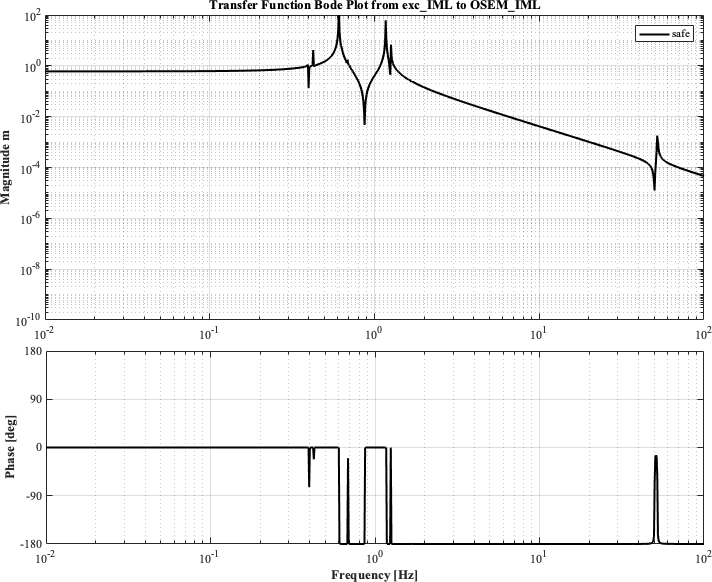 Transfer Function Bode Plot from exc_IML to OSEM_IML
safe
Magnitude m
10^2
10^0
10^-2
10^-4
10^-6
10^-8
10^-10
10^-2 10^-1 10^0 10^1 10^2
Phase [deg]
180
90
0
-90
-180
10^-2 10^-1 10^0 10^1 10^2
Frequency [Hz]